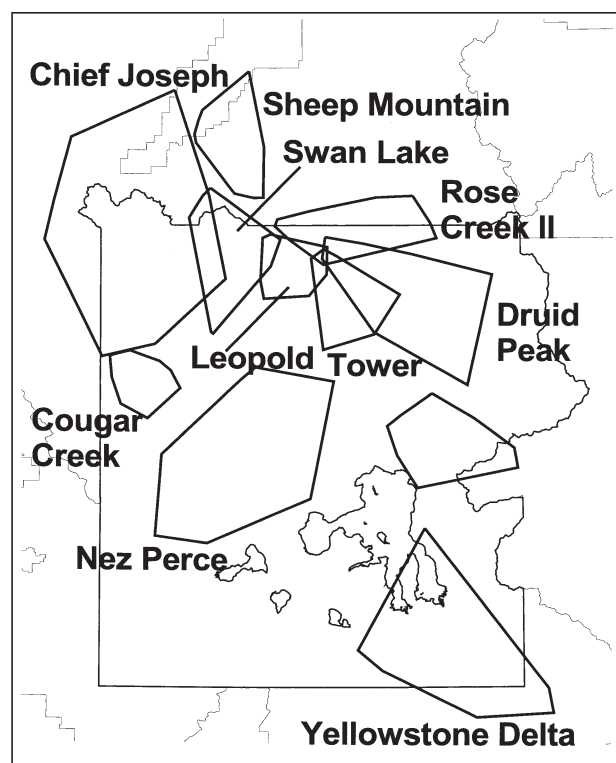 Chief Joseph
Sheep Mountain
Swan Lake
Rose
Creek II
Druid
Peak
Leopold
Tower
Cougar
Creek
Nez Perce
Yellowstone Delta